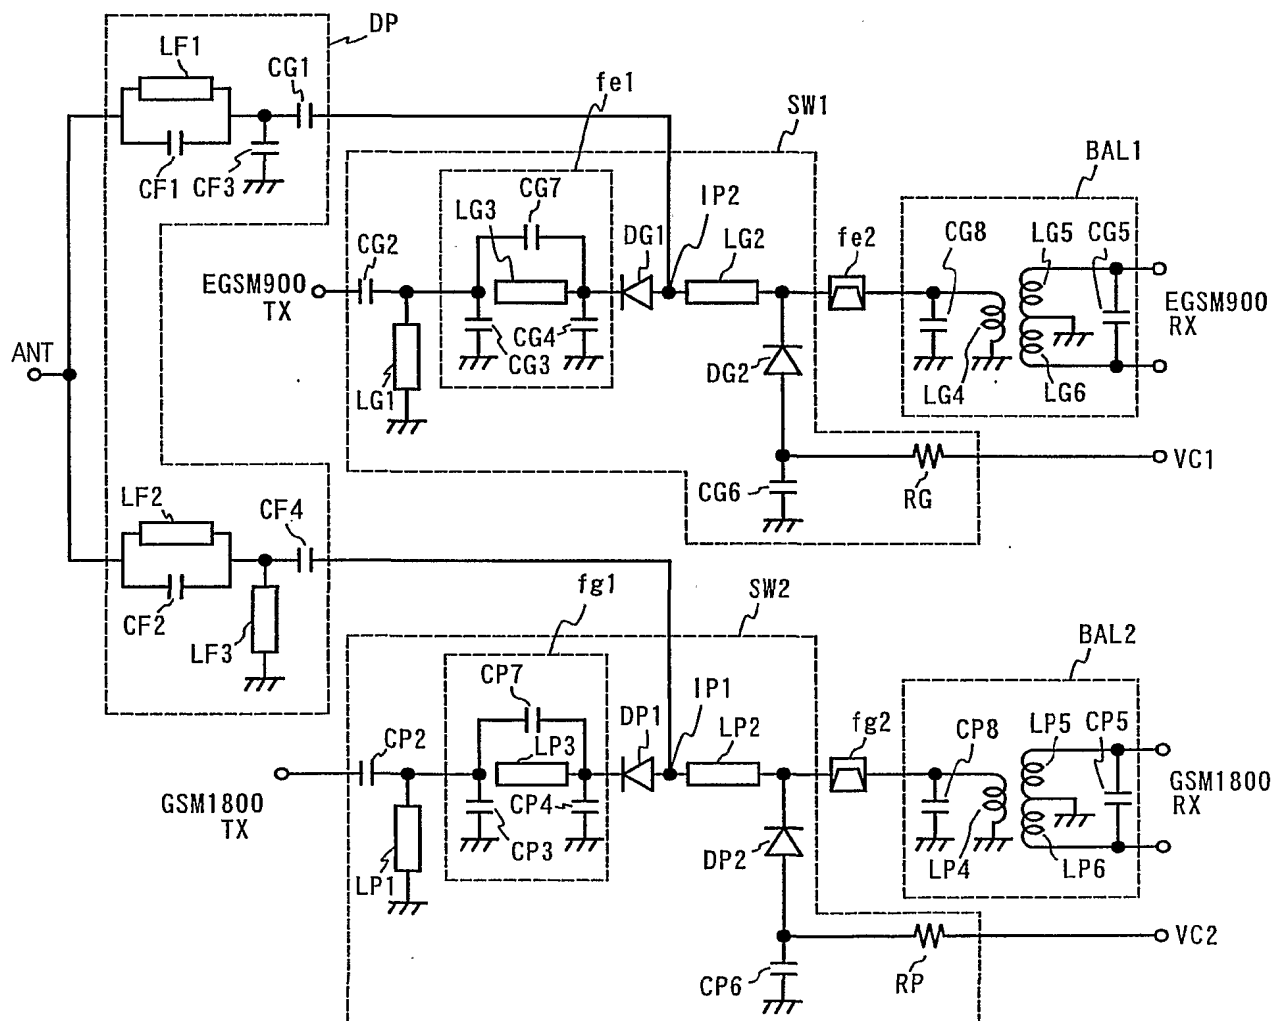 DP
LF1
CG1
fe1
SW1
BAL1
CF1
CF3
CG7
IP2
LG3
DG1
LG2
fe2
CG8
LG5
CG5
CG2
EGSM900
TX
EGSM900
RX
ANT
CG4
CG3
LG1
DG2
LG4
LG6
VC1
CG6
RG
LF2
CF4
fg1
SW2
BAL2
CF2
LF3
CP7
IP1
DP1
LP2
fg2
CP8
LP5
CP5
CP2
LP3
GSM1800
TX
GSM1800
RX
CP4
CP3
LP1
DP2
LP4
LP6
VC2
CP6
RP